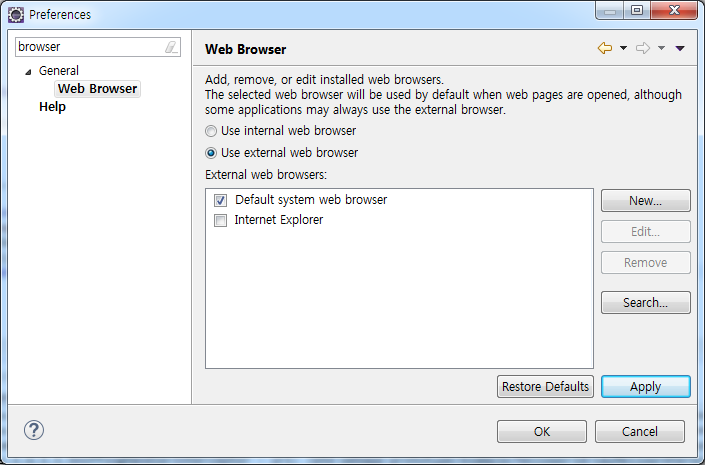 Preferences
browser
General
Web Browser
Help
Web Browser
Add, remove, or edit installed web browsers.
The selected web browser will be used by default when web pages are opened, although
some applications may always use the external browser.
Use internal web browser
Use external web browser
External web browsers:
Default system web browser
Internet Explorer
New...
Edit...
Remove
Search...
Restore Defaults
Apply
?
OK
Cancel